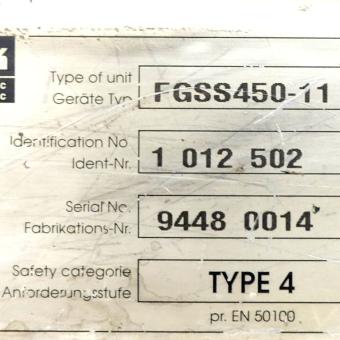 Type of unit
Geräte Typ
FGSS450-11
Identification No.
Ident-Nr.
1 012 502
Serial No.
Fabrikations-Nr.
9448 0014
Safety categorie
Anforderungsstufe
TYPE 4
pr. EN 50100